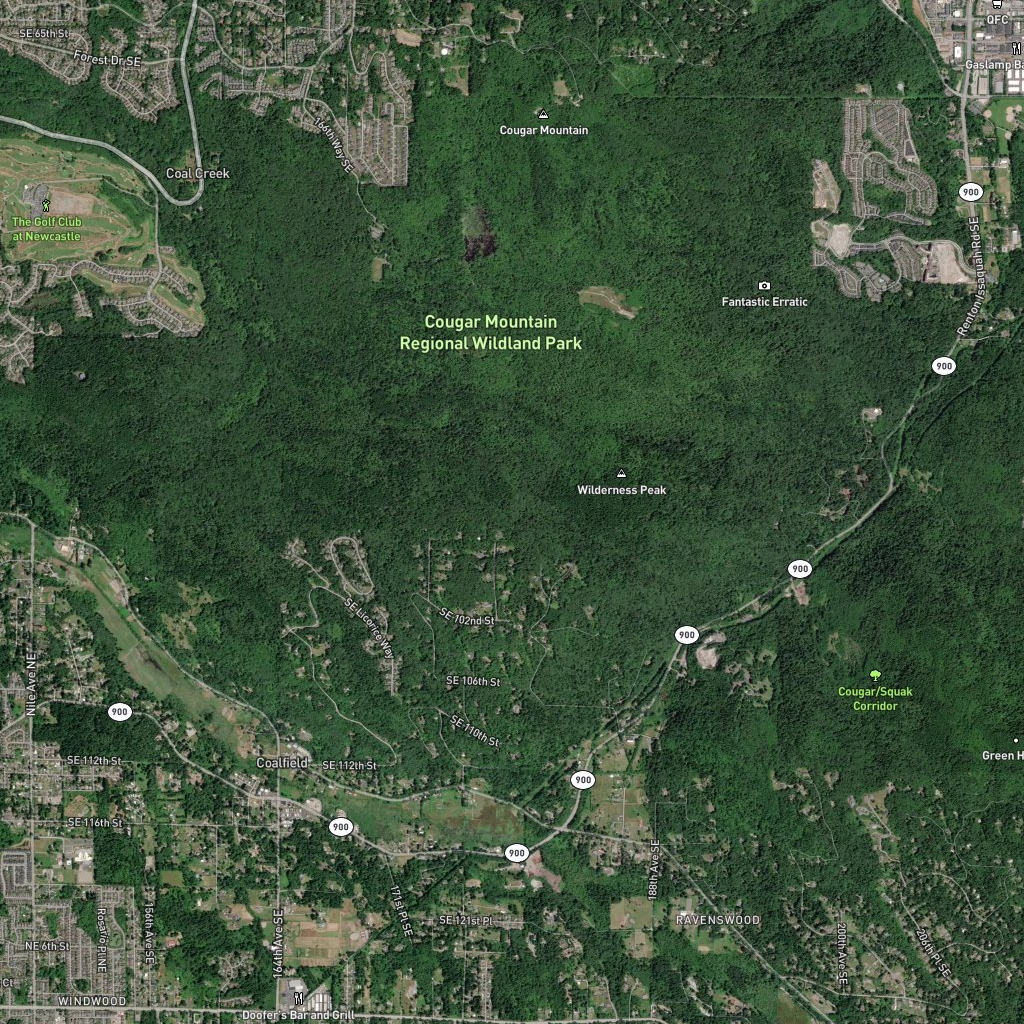 QFC
SE 65th St
Forest Dr SE
Gaslamp Ba
166th Way SE
Cougar Mountain
Coal Creek
900
The Golf Club
at Newcastle
Renton-Issaquah Rd SE
Fantastic Erratic
Cougar Mountain
Regional Wildland Park
900
Wilderness Peak
900
SE Licorice Way
SE 102nd St
900
Nile Ave NE
SE 106th St
Cougar/Squak
Corridor
900
SE 110th St
Green H
SE 112th St
Coalfield
SE 112th St
900
SE 116th St
900
900
188th Ave SE
156th Ave SE
Rosario Pl NE
171st Pl SE
SE 121st Pl
RAVENSWOOD
NE 6th St
164th Ave SE
200th Ave SE
206th Pl SE
Ct
WINDWOOD
Doofer's Bar and Grill